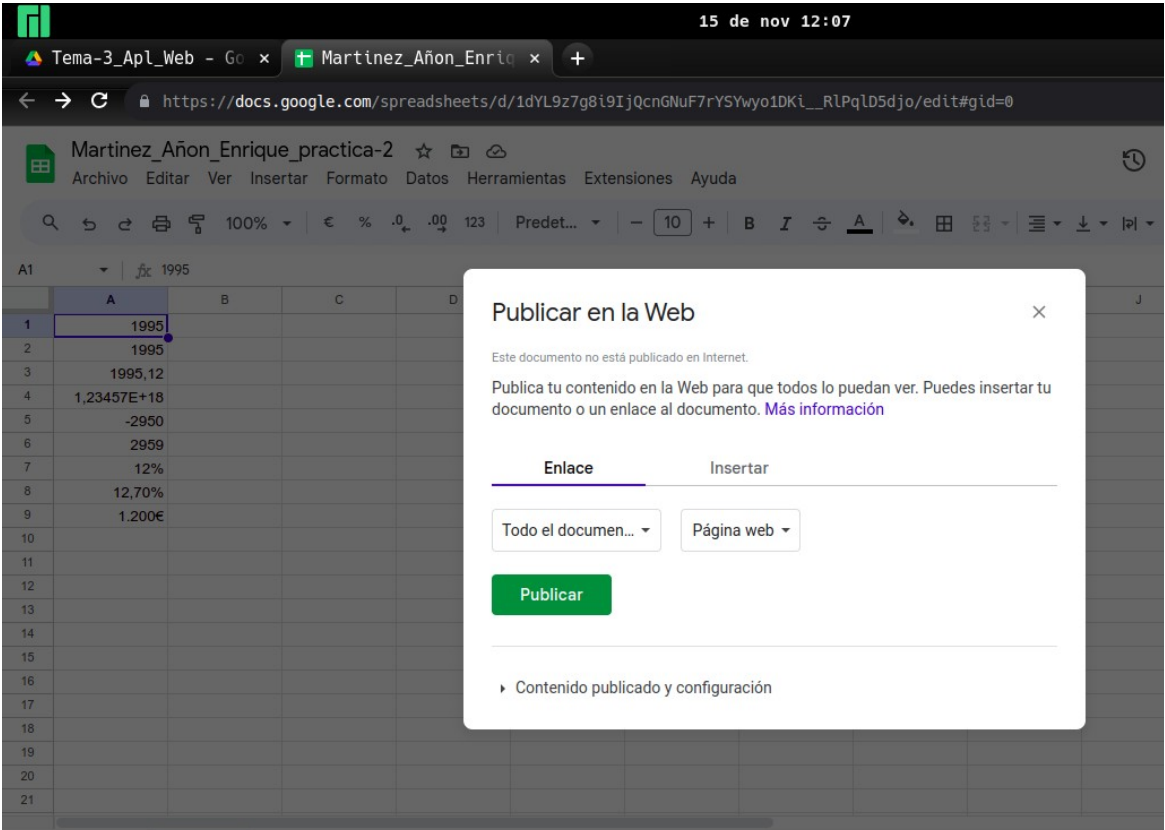 15 de nov 12:07
Tema-3_Apl_Web - Go × Martinez_Añon_Enriq × +
https://docs.google.com/spreadsheets/d/1dYL9z7g8i9IjQcnGNuF7rYSYwyo1DKi__RlPqlD5djo/edit#gid=0
Martinez_Añon_Enrique_practica-2
Archivo Editar Ver Insertar Formato Datos Herramientas Extensiones Ayuda
100% € % .0 .00 123 Predet... − 10 + B I A
A1 fx 1995
A B C D J
1 1995
2 1995
3 1995,12
4 1,23457E+18
5 -2950
6 2959
7 12%
8 12,70%
9 1.200€
10
11
12
13
14
15
16
17
18
19
20
21
Publicar en la Web
Este documento no está publicado en Internet.
Publica tu contenido en la Web para que todos lo puedan ver. Puedes insertar tu
documento o un enlace al documento. Más información
Enlace Insertar
Todo el documen... Página web
Publicar
Contenido publicado y configuración